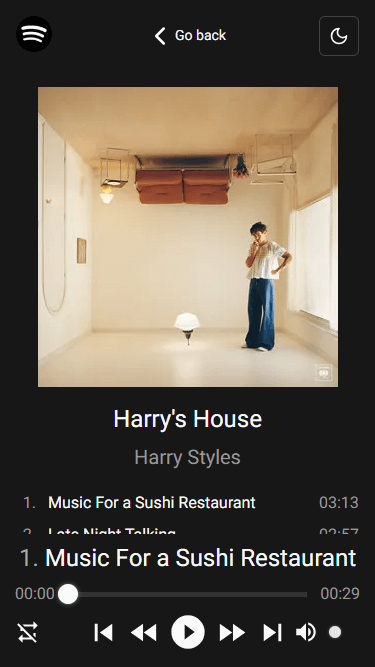 Go back
Harry's House
Harry Styles
1. Music For a Sushi Restaurant 03:13
2. Late Night Talking 02:57
1. Music For a Sushi Restaurant
00:00 00:29